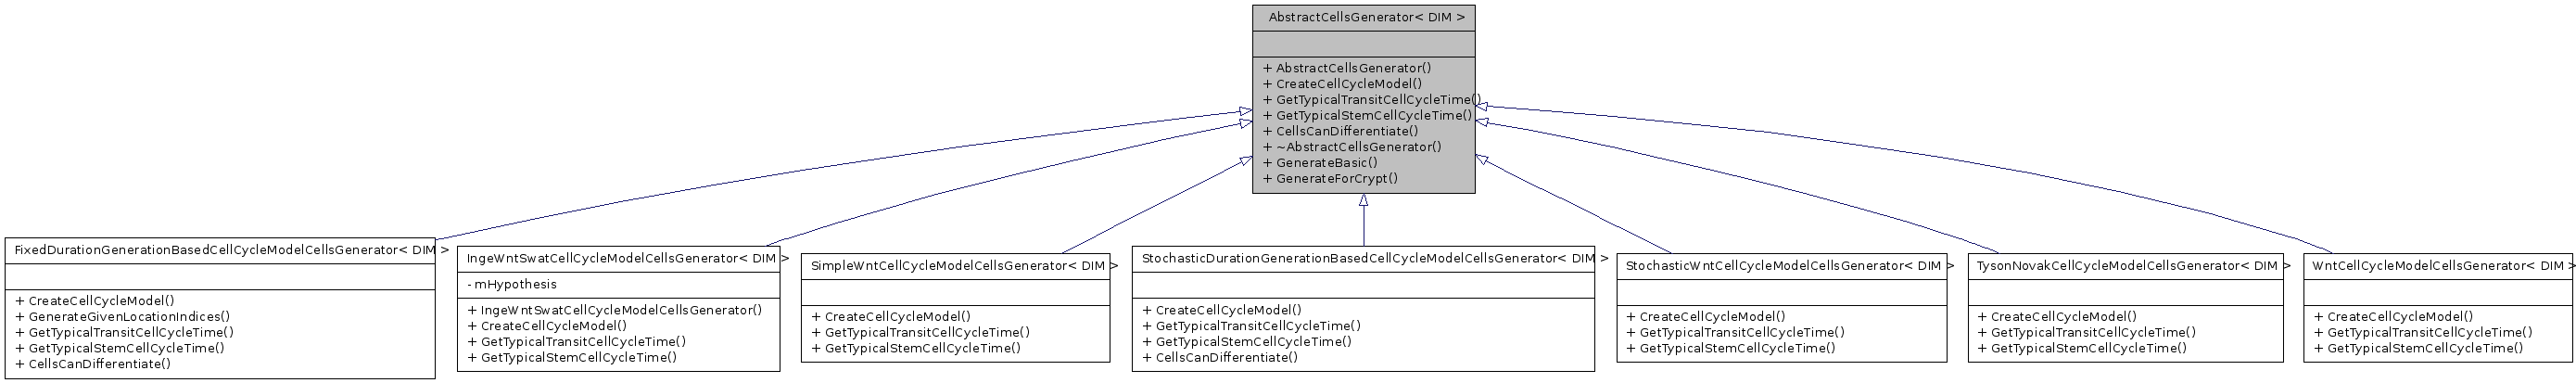 AbstractCellsGenerator< DIM >
+ AbstractCellsGenerator()
+ CreateCellCycleModel()
+ GetTypicalTransitCellCycleTime()
+ GetTypicalStemCellCycleTime()
+ CellsCanDifferentiate()
+ ~AbstractCellsGenerator()
+ GenerateBasic()
+ GenerateForCrypt()
FixedDurationGenerationBasedCellCycleModelCellsGenerator< DIM >
+ CreateCellCycleModel()
+ GenerateGivenLocationIndices()
+ GetTypicalTransitCellCycleTime()
+ GetTypicalStemCellCycleTime()
+ CellsCanDifferentiate()
IngeWntSwatCellCycleModelCellsGenerator< DIM >
- mHypothesis
+ IngeWntSwatCellCycleModelCellsGenerator()
+ CreateCellCycleModel()
+ GetTypicalTransitCellCycleTime()
+ GetTypicalStemCellCycleTime()
SimpleWntCellCycleModelCellsGenerator< DIM >
+ CreateCellCycleModel()
+ GetTypicalTransitCellCycleTime()
+ GetTypicalStemCellCycleTime()
StochasticDurationGenerationBasedCellCycleModelCellsGenerator< DIM >
+ CreateCellCycleModel()
+ GetTypicalTransitCellCycleTime()
+ GetTypicalStemCellCycleTime()
+ CellsCanDifferentiate()
StochasticWntCellCycleModelCellsGenerator< DIM >
+ CreateCellCycleModel()
+ GetTypicalTransitCellCycleTime()
+ GetTypicalStemCellCycleTime()
TysonNovakCellCycleModelCellsGenerator< DIM >
+ CreateCellCycleModel()
+ GetTypicalTransitCellCycleTime()
+ GetTypicalStemCellCycleTime()
WntCellCycleModelCellsGenerator< DIM >
+ CreateCellCycleModel()
+ GetTypicalTransitCellCycleTime()
+ GetTypicalStemCellCycleTime()